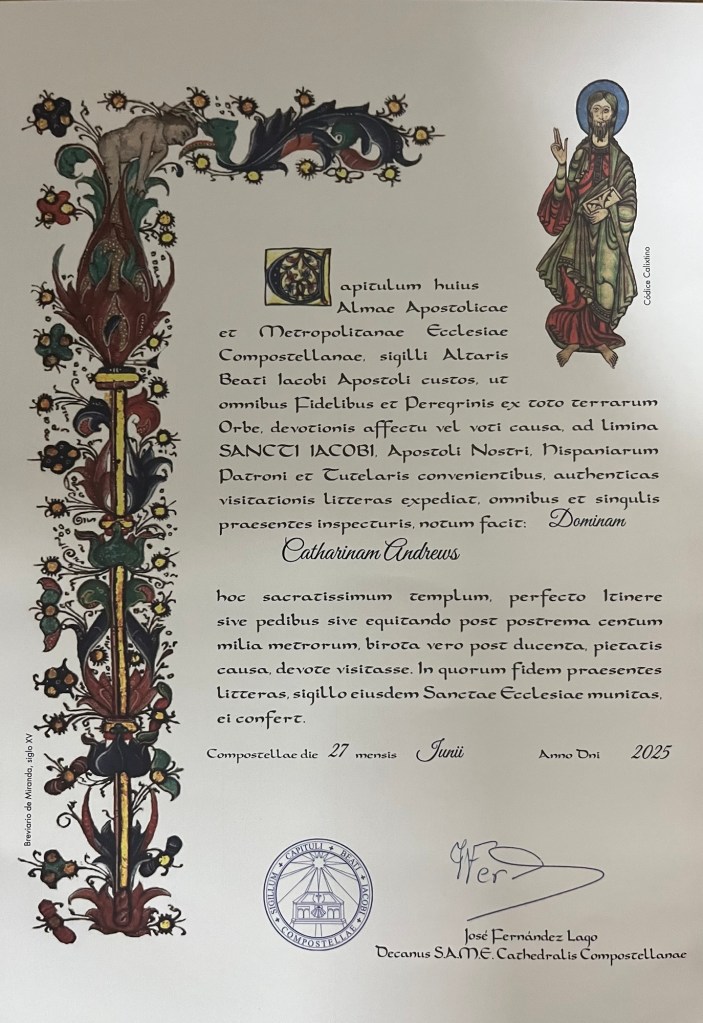 Capitulum huius
Almae Apostolicae
et Metropolitanae Ecclesiae
Compostellanae, sigilli Altaris
Beati Iacobi Apostoli custos, ut
omnibus Fidelibus et Peregrinis ex toto terrarum
Orbe, devotionis affectu vel voti causa, ad limina
SANCTI IACOBI, Apostoli Nostri, Hispaniarum
Patroni et Tutelaris convenientibus, authenticas
visitationis litteras expediat, omnibus et singulis
praesentes inspecturis, notum facit: Dominam
Catharinam Andrews
hoc sacratissimum templum, perfecto Itinere
sive pedibus sive equitando post postrema centum
milia metrorum, birota vero post ducenta, pietatis
causa, devote visitasse. In quorum fidem praesentes
litteras, sigillo eiusdem Sanctae Ecclesiae munitas,
ei confert.
Compostellae die 27 mensis Junii Anno Dni 2025
SIGILLUM + CAPITULI + BEATI + IACOBI + COMPOSTELLAE +
José Fernández Lago
Decanus S.A.M.E. Cathedralis Compostellanae
Códice Calixtino
Breviario de Miranda, siglo XV